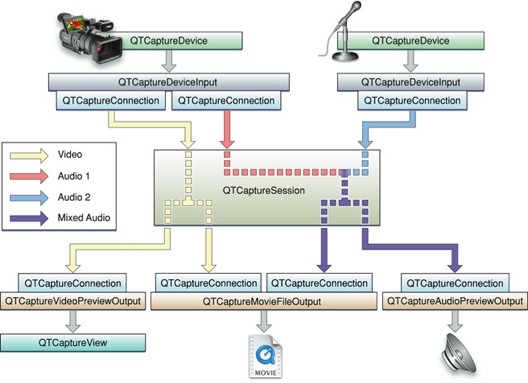 QTCaptureDevice
QTCaptureDevice
QTCaptureDeviceInput
QTCaptureDeviceInput
QTCaptureConnection
QTCaptureConnection
QTCaptureConnection
Video
Audio 1
Audio 2
Mixed Audio
QTCaptureSession
QTCaptureConnection
QTCaptureConnection
QTCaptureConnection
QTCaptureConnection
QTCaptureVideoPreviewOutput
QTCaptureMovieFileOutput
QTCaptureAudioPreviewOutput
QTCaptureView
MOVIE